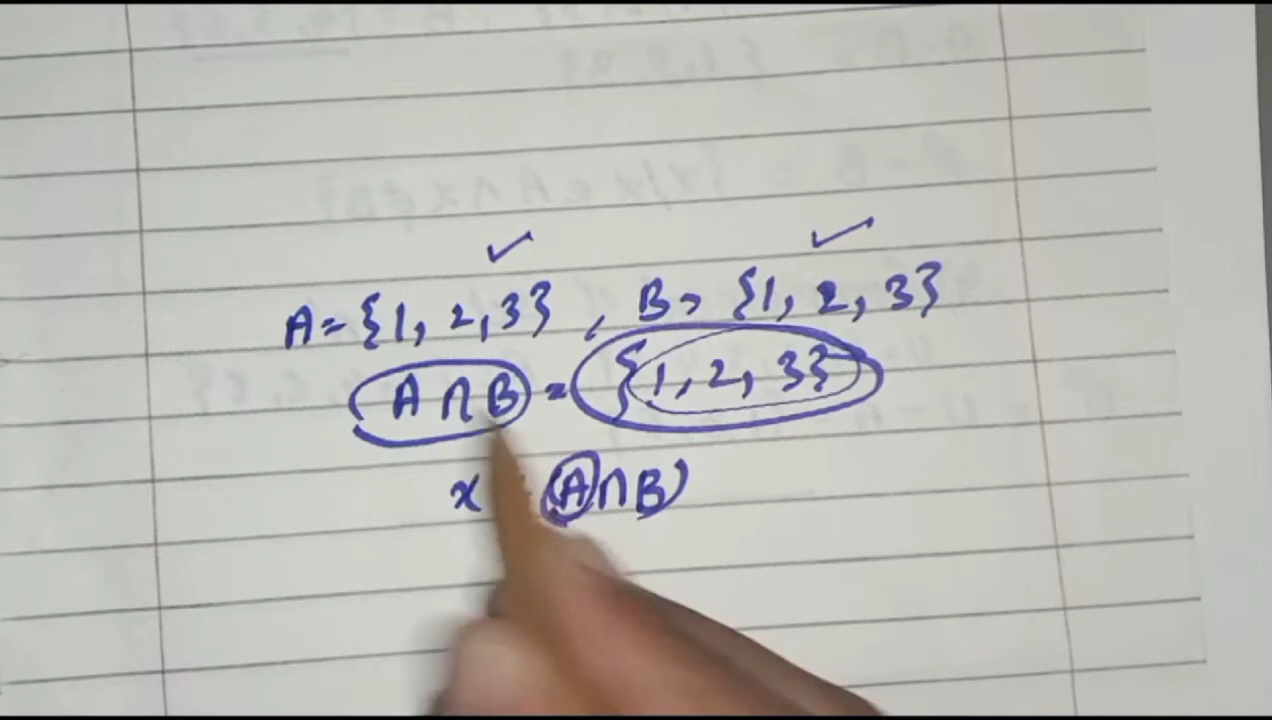 A = {1, 2, 3} , B = {1, 2, 3}
A ∩ B = {1, 2, 3}
x (A ∩ B)